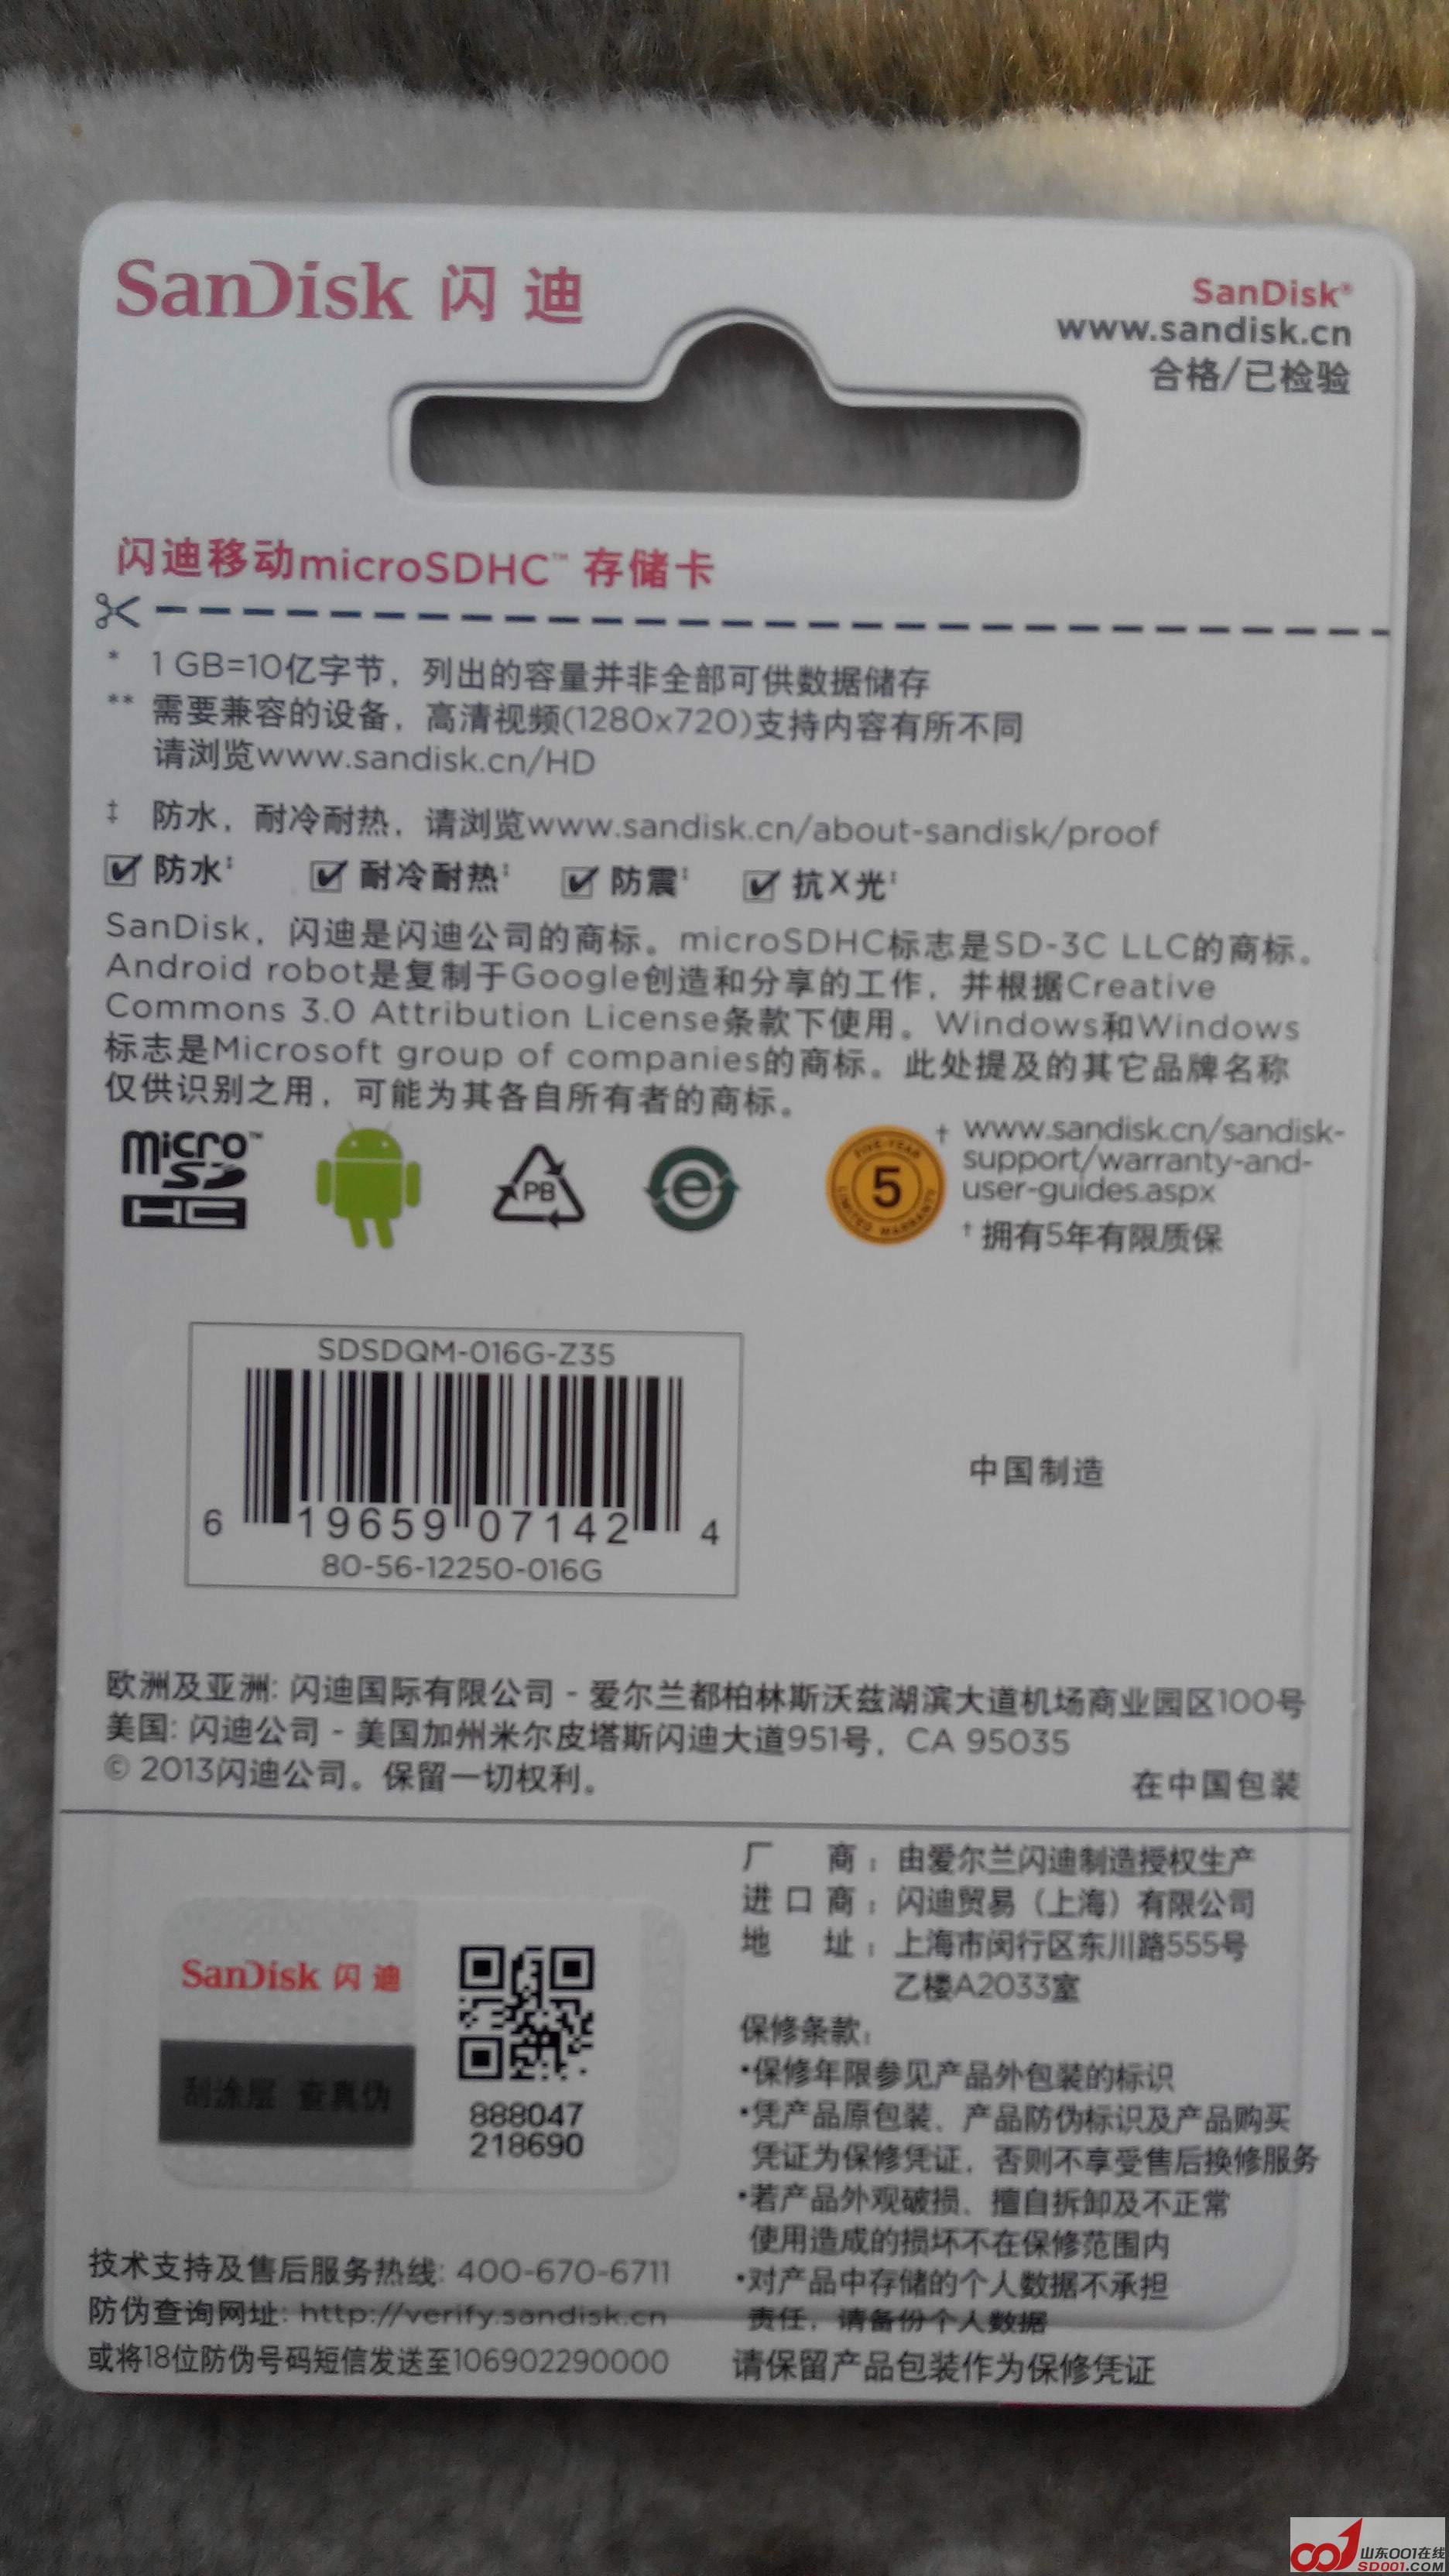 SanDisk 闪迪
SanDisk®
www.sandisk.cn
合格/已检验
闪迪移动microSDHC™ 存储卡
* 1 GB=10亿字节，列出的容量并非全部可供数据储存
** 需要兼容的设备，高清视频(1280x720)支持内容有所不同
请浏览www.sandisk.cn/HD
‡ 防水，耐冷耐热，请浏览www.sandisk.cn/about-sandisk/proof
防水‡ 耐冷耐热‡ 防震‡ 抗X光‡
SanDisk，闪迪是闪迪公司的商标。microSDHC标志是SD-3C LLC的商标。
Android robot是复制于Google创造和分享的工作，并根据Creative
Commons 3.0 Attribution License条款下使用。Windows和Windows
标志是Microsoft group of companies的商标。此处提及的其它品牌名称
仅供识别之用，可能为其各自所有者的商标。
micro™
SD
HC
PB
e
FIVE YEAR
5
LIMITED WARRANTY
† www.sandisk.cn/sandisk-
support/warranty-and-
user-guides.aspx
† 拥有5年有限质保
SDSDQM-016G-Z35
6 19659 07142 4
80-56-12250-016G
中国制造
欧洲及亚洲: 闪迪国际有限公司 - 爱尔兰都柏林斯沃兹湖滨大道机场商业园区100号
美国: 闪迪公司 - 美国加州米尔皮塔斯闪迪大道951号，CA 95035
© 2013闪迪公司。保留一切权利。
在中国包装
SanDisk 闪迪
刮涂层 查真伪
888047
218690
技术支持及售后服务热线: 400-670-6711
防伪查询网址: http://verify.sandisk.cn
或将18位防伪号码短信发送至106902290000
厂 商：由爱尔兰闪迪制造授权生产
进口商：闪迪贸易（上海）有限公司
地 址：上海市闵行区东川路555号
乙楼A2033室
保修条款：
•保修年限参见产品外包装的标识
•凭产品原包装、产品防伪标识及产品购买
凭证为保修凭证，否则不享受售后换修服务
•若产品外观破损、擅自拆卸及不正常
使用造成的损坏不在保修范围内
•对产品中存储的个人数据不承担
责任，请备份个人数据
请保留产品包装作为保修凭证
001 山东001在线
SD001.COM